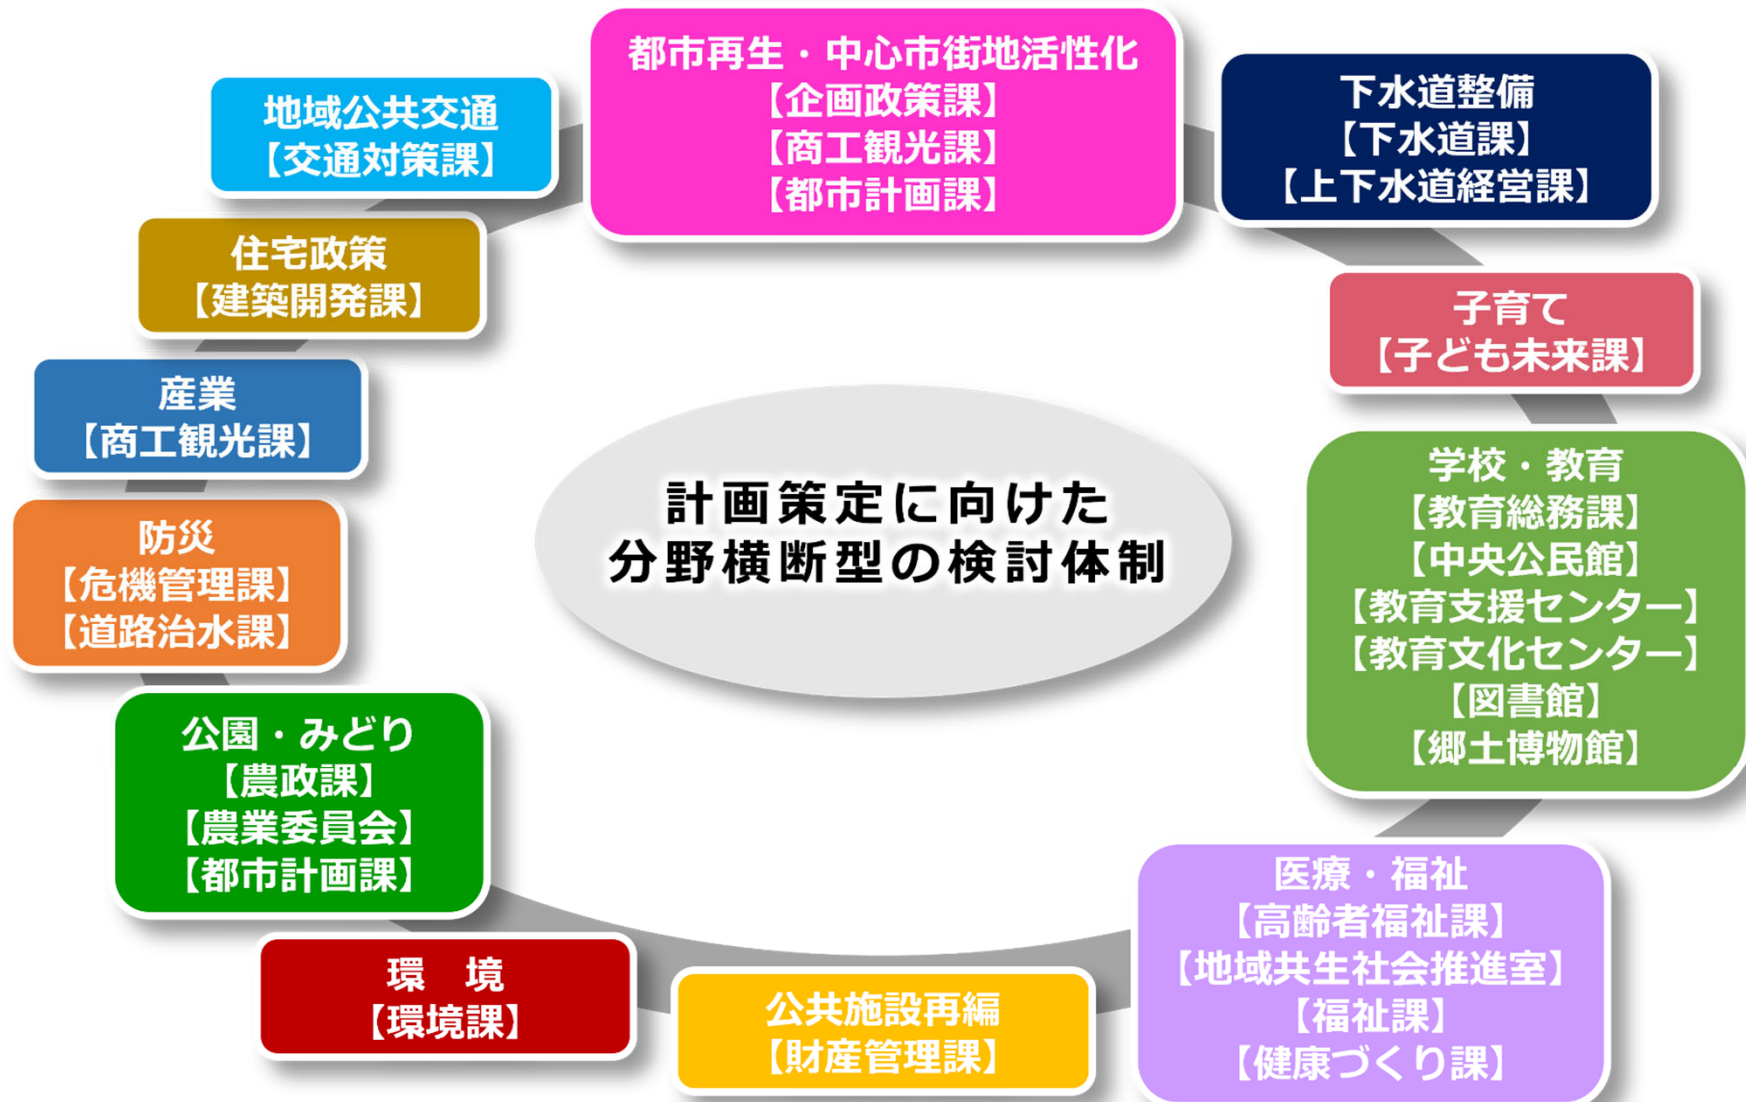 都市再生・中心市街地活性化
【企画政策課】
【商工観光課】
【都市計画課】
下水道整備
【下水道課】
【上下水道経営課】
子育て
【子ども未来課】
学校・教育
【教育総務課】
【中央公民館】
【教育支援センター】
【教育文化センター】
【図書館】
【郷土博物館】
医療・福祉
【高齢者福祉課】
【地域共生社会推進室】
【福祉課】
【健康づくり課】
公共施設再編
【財産管理課】
環　境
【環境課】
公園・みどり
【農政課】
【農業委員会】
【都市計画課】
防災
【危機管理課】
【道路治水課】
産業
【商工観光課】
住宅政策
【建築開発課】
地域公共交通
【交通対策課】
計画策定に向けた
分野横断型の検討体制